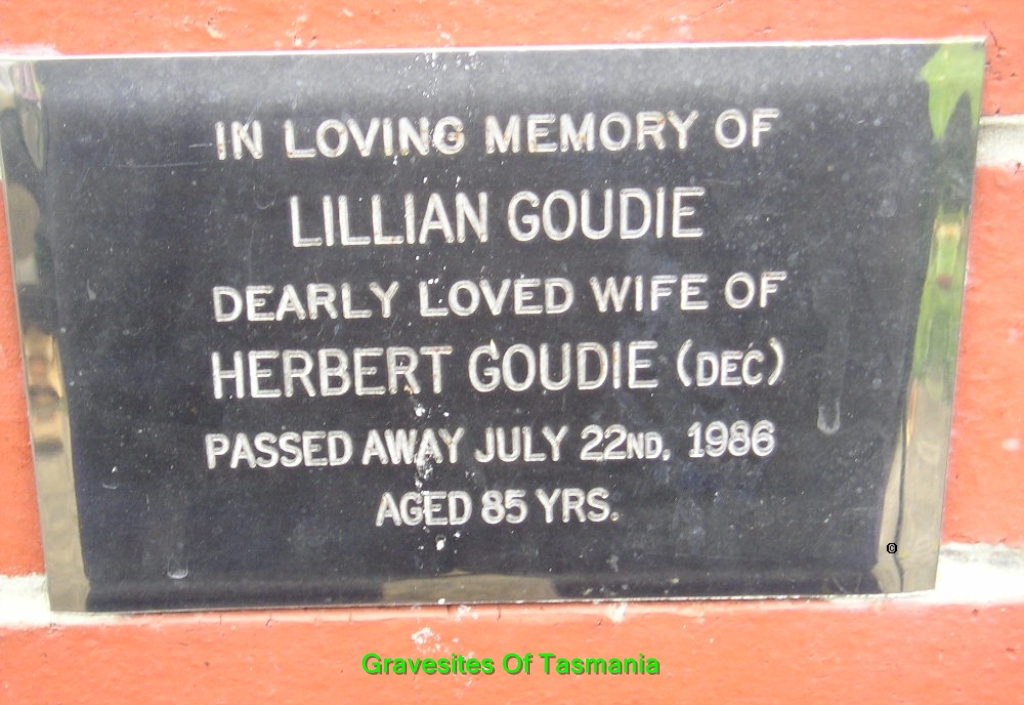 IN LOVING MEMORY OF
LILLIAN GOUDIE
DEARLY LOVED WIFE OF
HERBERT GOUDIE (DEC)
PASSED AWAY JULY 22ND, 1986
AGED 85 YRS.
©
Gravesites Of Tasmania